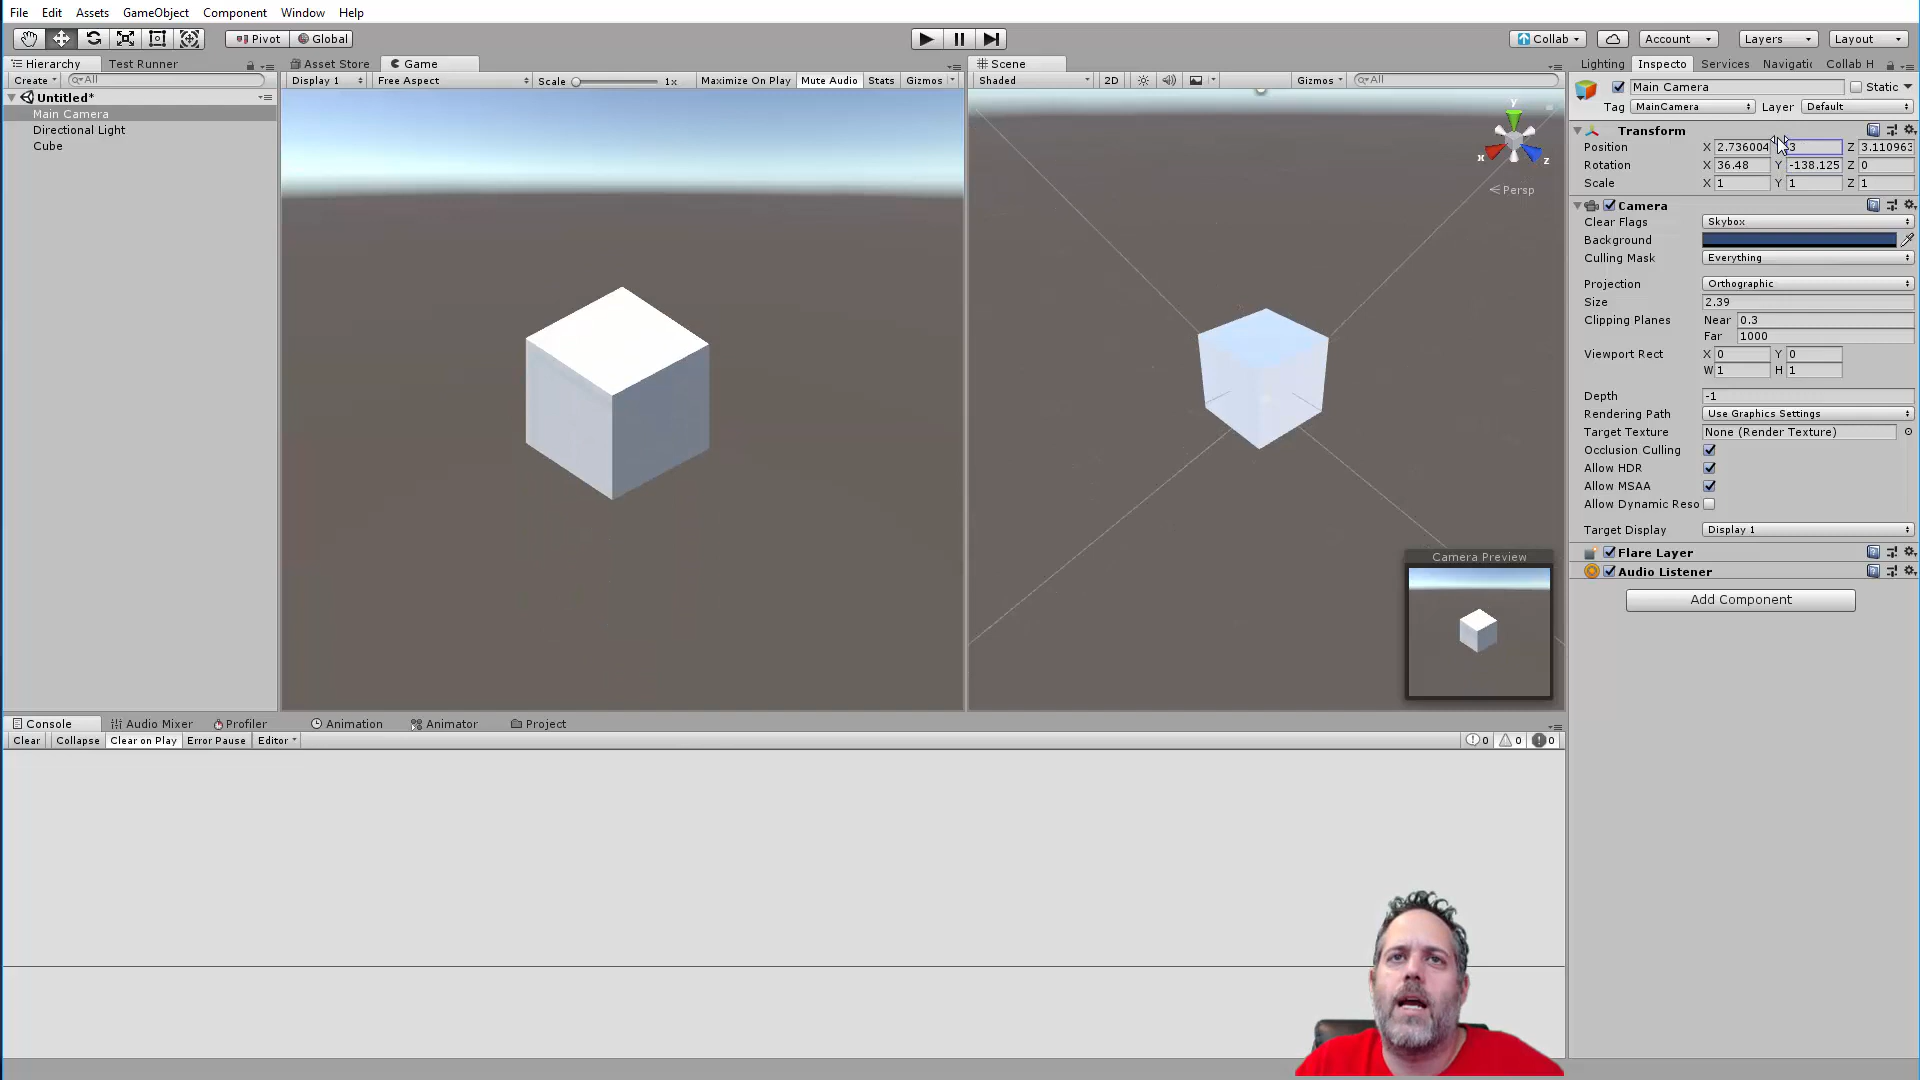 File Edit Assets GameObject Component Window Help
Pivot Global Collab Account Layers Layout
Hierarchy Test Runner Asset Store Game Scene Lighting Inspecto Services Navigatic Collab H
Create All Display 1 Free Aspect Scale 1x Maximize On Play Mute Audio Stats Gizmos Shaded 2D Gizmos All
Untitled*
Main Camera
Directional Light
Cube
y
x
z
Persp
Camera Preview
Main Camera Static
Tag MainCamera Layer Default
Transform
Position X 2.736004 3 Z 3.110963
Rotation X 36.48 Y -138.125 Z 0
Scale X 1 Y 1 Z 1
Camera
Clear Flags Skybox
Background
Culling Mask Everything
Projection Orthographic
Size 2.39
Clipping Planes Near 0.3
Far 1000
Viewport Rect X 0 Y 0
W 1 H 1
Depth -1
Rendering Path Use Graphics Settings
Target Texture None (Render Texture)
Occlusion Culling
Allow HDR
Allow MSAA
Allow Dynamic Reso
Target Display Display 1
Flare Layer
Audio Listener
Add Component
Console Audio Mixer Profiler Animation Animator Project
Clear Collapse Clear on Play Error Pause Editor 0 0 0